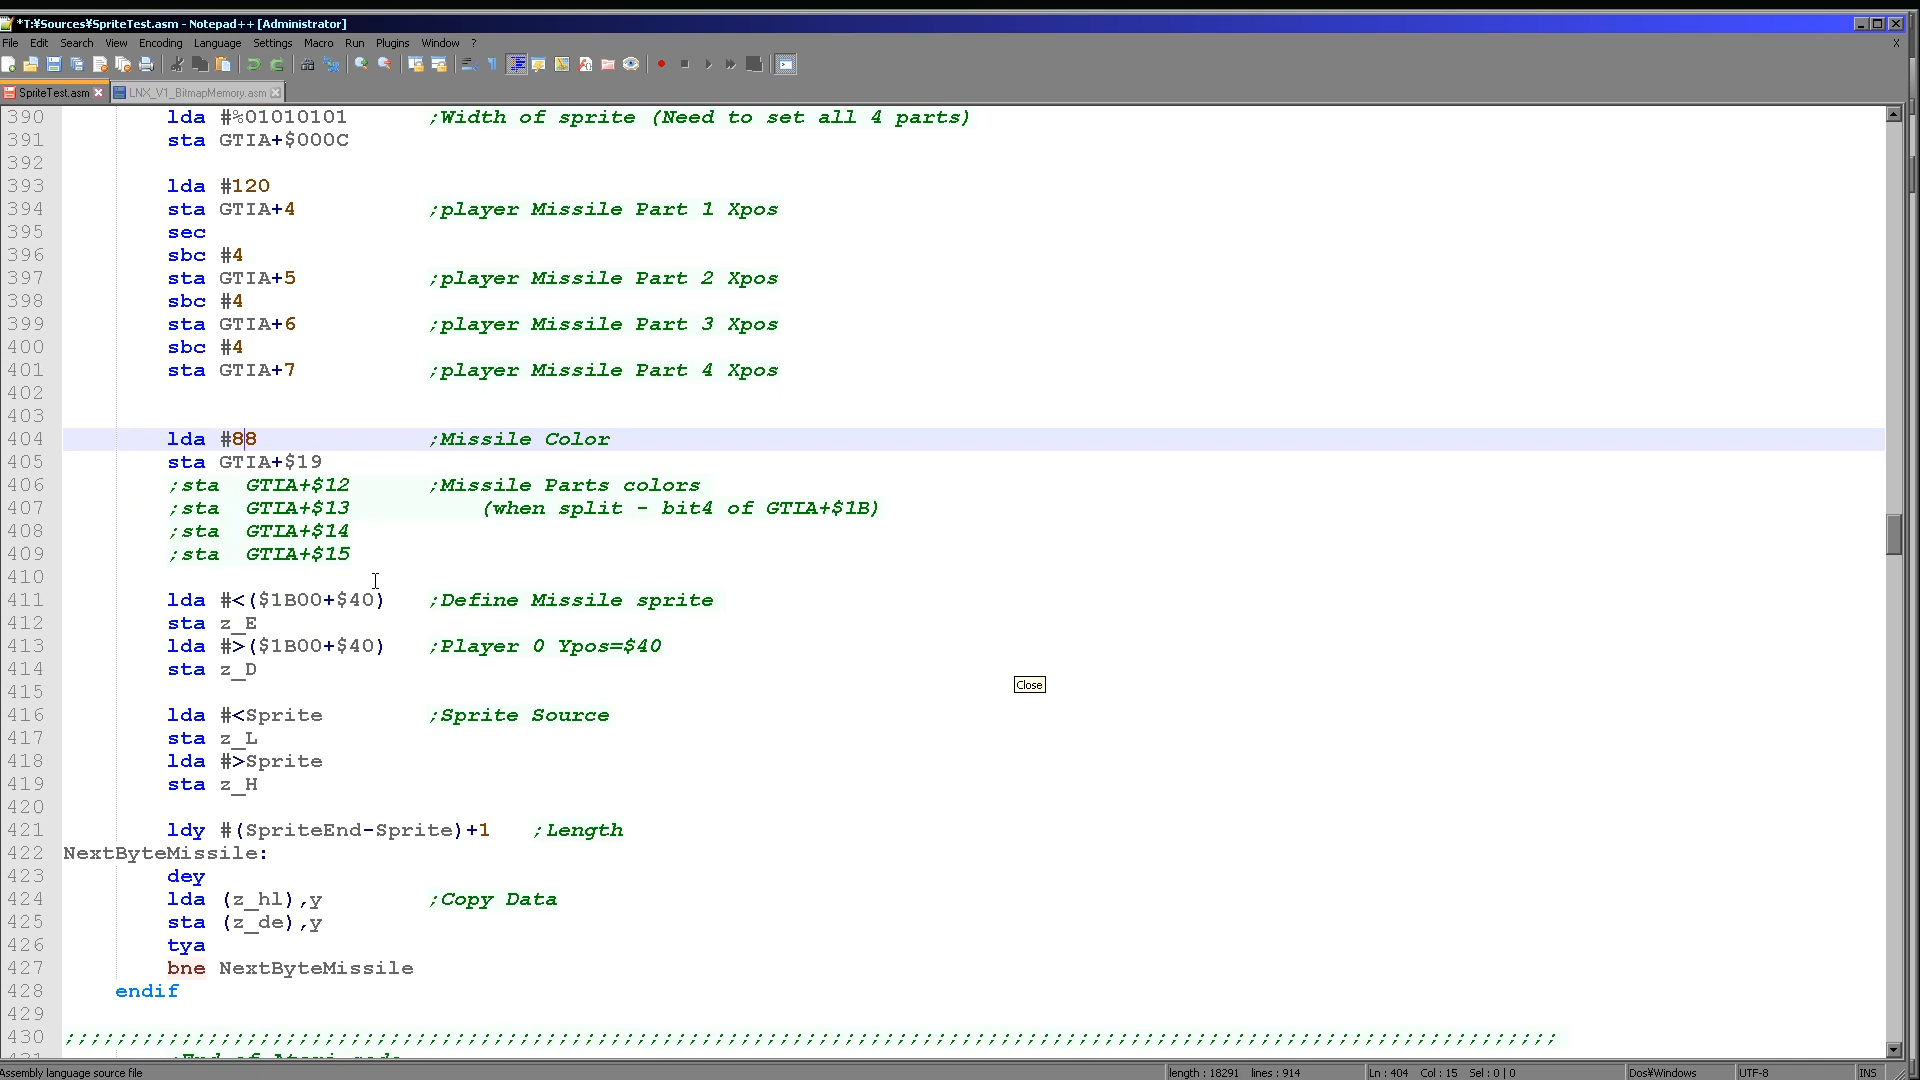 *T:¥Sources¥SpriteTest.asm - Notepad++ [Administrator]
File Edit Search View Encoding Language Settings Macro Run Plugins Window ?
X
SpriteTest.asm LNX_V1_BitmapMemory.asm
390 lda #%01010101 ;Width of sprite (Need to set all 4 parts)
391 sta GTIA+$000C
392
393 lda #120
394 sta GTIA+4 ;player Missile Part 1 Xpos
395 sec
396 sbc #4
397 sta GTIA+5 ;player Missile Part 2 Xpos
398 sbc #4
399 sta GTIA+6 ;player Missile Part 3 Xpos
400 sbc #4
401 sta GTIA+7 ;player Missile Part 4 Xpos
402
403
404 lda #88 ;Missile Color
405 sta GTIA+$19
406 ;sta GTIA+$12 ;Missile Parts colors
407 ;sta GTIA+$13 (when split - bit4 of GTIA+$1B)
408 ;sta GTIA+$14
409 ;sta GTIA+$15
410
411 lda #<($1B00+$40) ;Define Missile sprite
412 sta z_E
413 lda #>($1B00+$40) ;Player 0 Ypos=$40
414 sta z_D
415
Close
416 lda #<Sprite ;Sprite Source
417 sta z_L
418 lda #>Sprite
419 sta z_H
420
421 ldy #(SpriteEnd-Sprite)+1 ;Length
422 NextByteMissile:
423 dey
424 lda (z_hl),y ;Copy Data
425 sta (z_de),y
426 tya
427 bne NextByteMissile
428 endif
429
430 ;;;;;;;;;;;;;;;;;;;;;;;;;;;;;;;;;;;;;;;;;;;;;;;;;;;;;;;;;;;;;;;;;;;;;;;;;;;;;;;;;;;;;;;;;;;;;;;;;;;;;;;;;;;;;;;;;;;
Assembly language source file length : 18291 lines : 914 Ln : 404 Col : 15 Sel : 0 | 0 Dos¥Windows UTF-8 INS